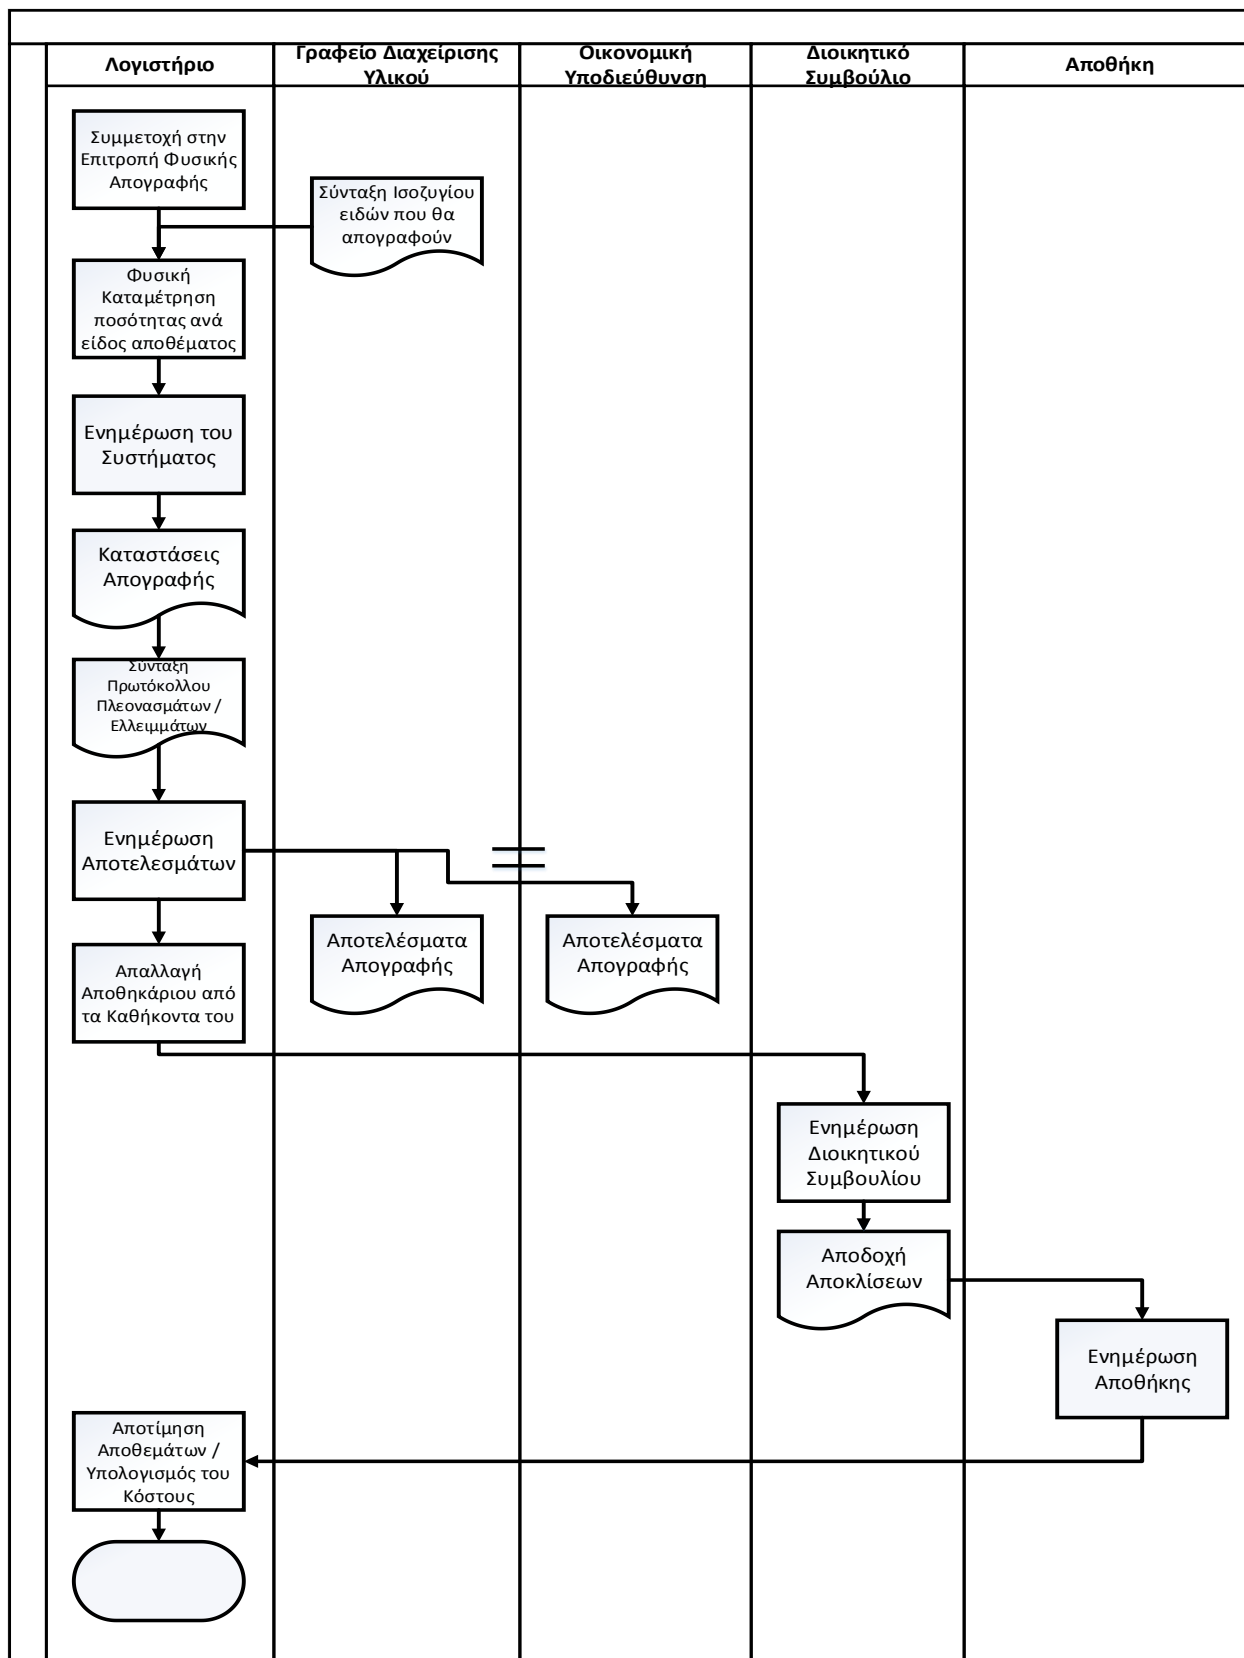 Λογιστήριο
Γραφείο Διαχείρισης
Υλικού
Οικονομική
Υποδιεύθυνση
Διοικητικό
Συμβούλιο
Αποθήκη
Συμμετοχή στην
Επιτροπή Φυσικής
Απογραφής
Σύνταξη Ισοζυγίου
ειδών που θα
απογραφούν
Φυσική
Καταμέτρηση
ποσότητας ανά
είδος αποθέματος
Ενημέρωση του
Συστήματος
Καταστάσεις
Απογραφής
Σύνταξη
Πρωτόκολλου
Πλεονασμάτων /
Ελλειμμάτων
Ενημέρωση
Αποτελεσμάτων
Αποτελέσματα
Απογραφής
Αποτελέσματα
Απογραφής
Απαλλαγή
Αποθηκάριου από
τα Καθήκοντα του
Ενημέρωση
Διοικητικού
Συμβουλίου
Αποδοχή
Αποκλίσεων
Ενημέρωση
Αποθήκης
Αποτίμηση
Αποθεμάτων /
Υπολογισμός του
Κόστους